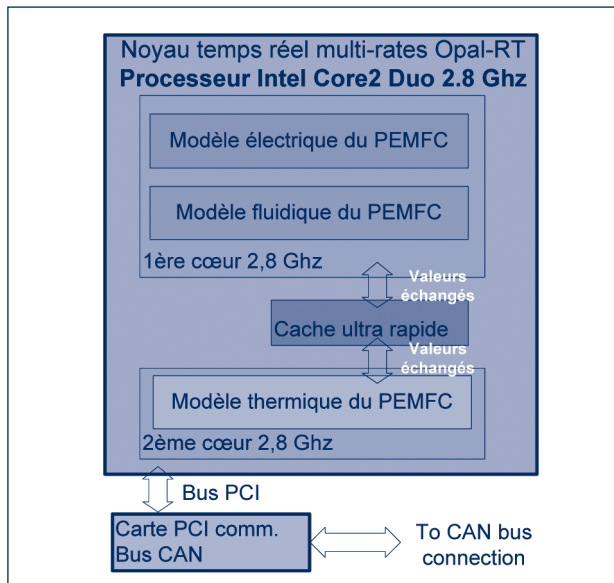 Noyau temps réel multi-rates Opal-RT
Processeur Intel Core2 Duo 2.8 Ghz
Modèle électrique du PEMFC
Modèle fluidique du PEMFC
1ère cœur 2,8 Ghz
Valeurs
échangés
Cache ultra rapide
Valeurs
échangés
Modèle thermique du PEMFC
2ème cœur 2,8 Ghz
Bus PCI
Carte PCI comm.
Bus CAN
To CAN bus
connection